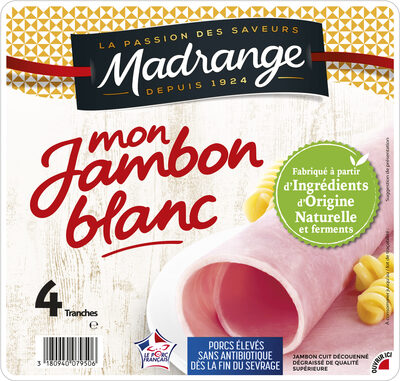 LA PASSION DES SAVEURS
Madrange
DEPUIS 1924
mon
Jambon
blanc
Fabriqué à partir
d'Ingrédients
d'Origine
Naturelle
et ferments
Suggestion de présentation
4 Tranches
e
3 180940 079506
LE PORC
FRANÇAIS
PORCS ÉLEVÉS
SANS ANTIBIOTIQUE
DÈS LA FIN DU SEVRAGE
JAMBON CUIT DÉCOUENNÉ
DÉGRAISSÉ DE QUALITÉ
SUPÉRIEURE
OUVRIR ICI